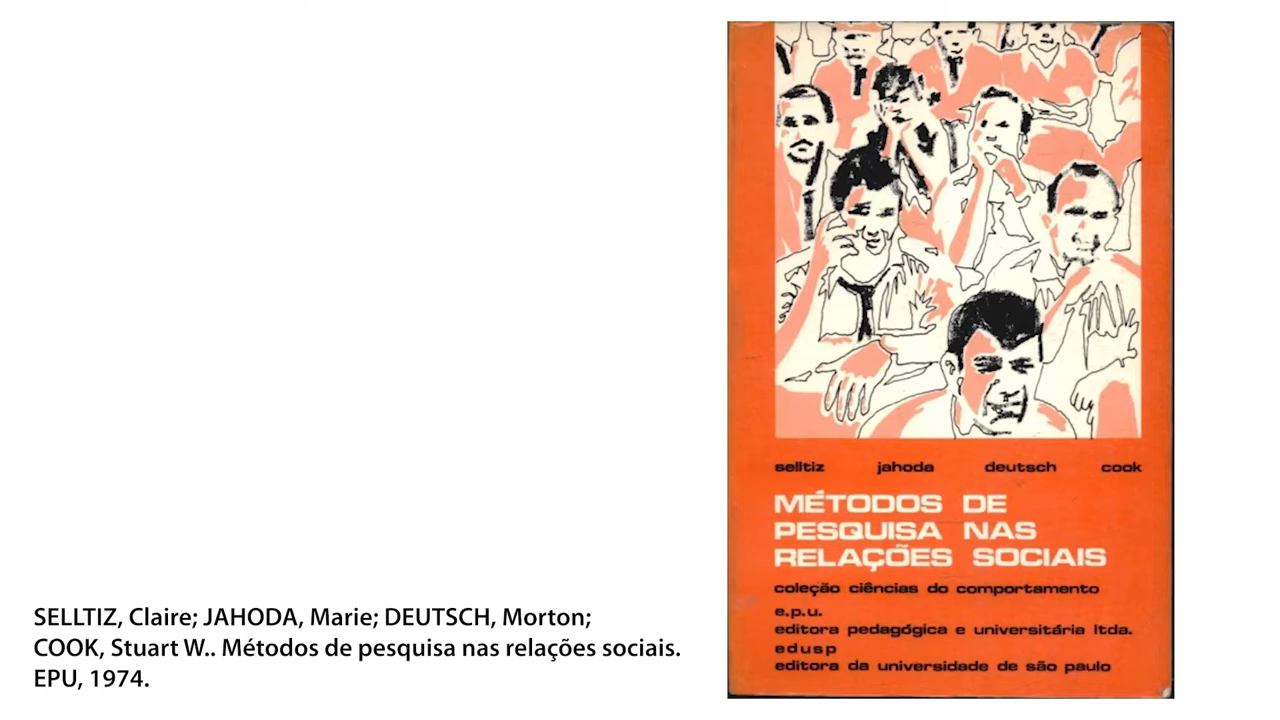 SELLTIZ, Claire; JAHODA, Marie; DEUTSCH, Morton;
COOK, Stuart W.. Métodos de pesquisa nas relações sociais.
EPU, 1974.
selltiz jahoda deutsch cook
MÉTODOS DE
PESQUISA NAS
RELAÇÕES SOCIAIS
coleção ciências do comportamento
e.p.u.
editora pedagógica e universitária ltda.
edusp
editora da universidade de são paulo